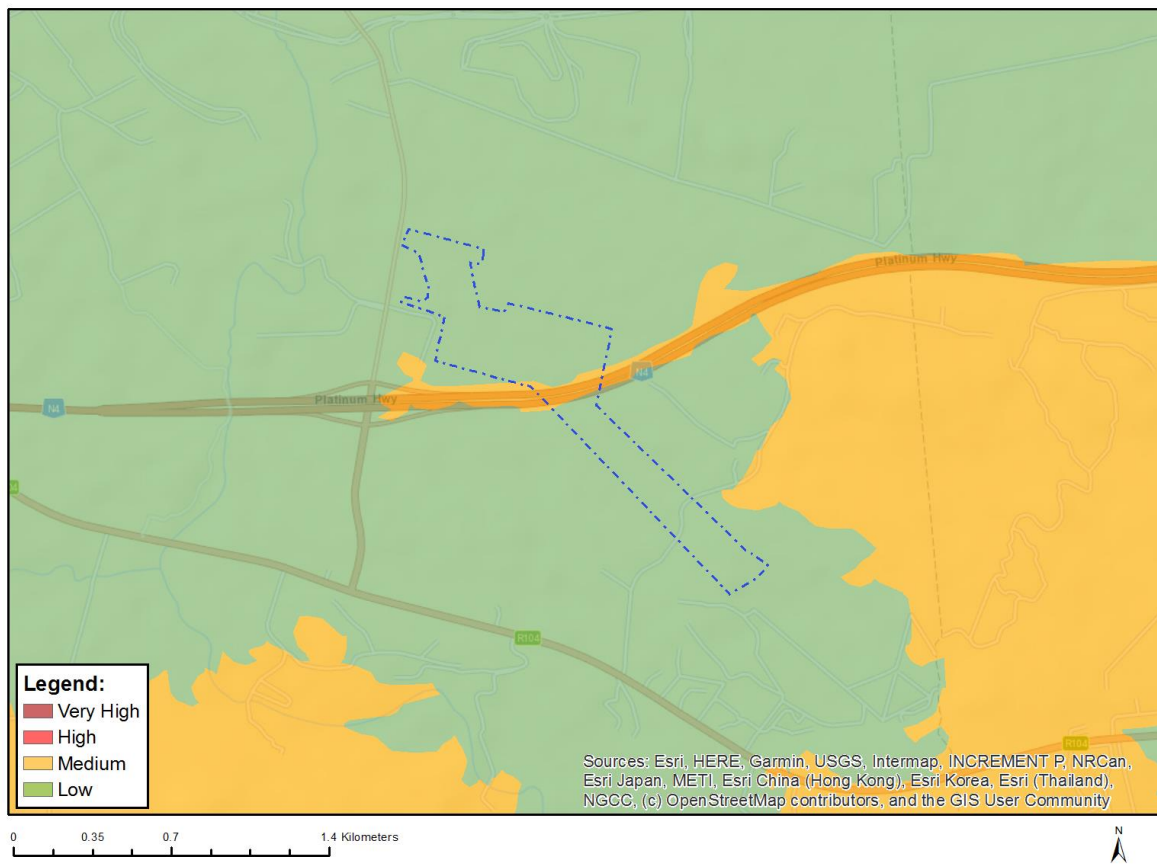 Platinum Hwy
N4
N4
Platinum Hwy
R104
R104
Legend:
Very High
High
Medium
Low
Sources: Esri, HERE, Garmin, USGS, Intermap, INCREMENT P, NRCan,
Esri Japan, METI, Esri China (Hong Kong), Esri Korea, Esri (Thailand),
NGCC, (c) OpenStreetMap contributors, and the GIS User Community
0 0.35 0.7 1.4 Kilometers
N